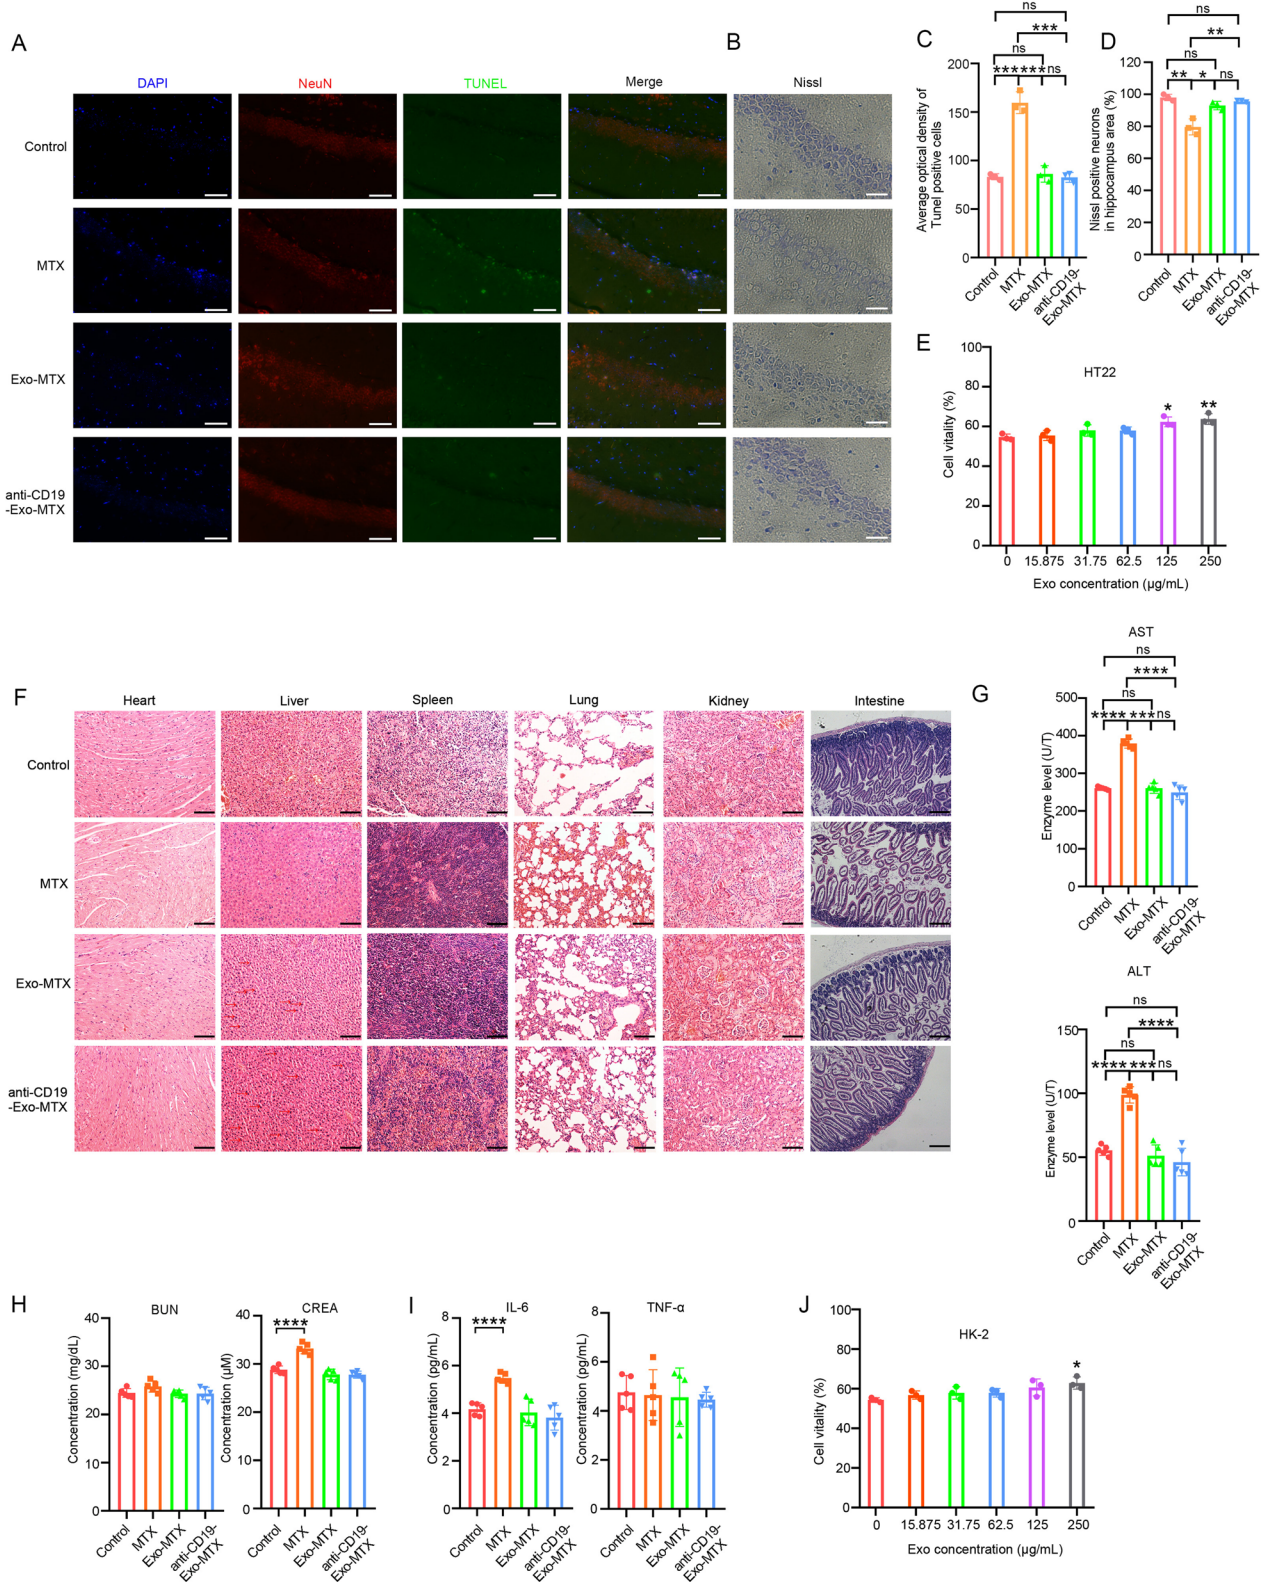 A
DAPI
NeuN
TUNEL
Merge
Control
MTX
Exo-MTX
anti-CD19
-Exo-MTX
B
Nissl
C
ns
***
ns
******ns
Average optical density of
Tunel positive cells
200
150
100
50
0
Control
MTX
Exo-MTX
anti-CD19-
Exo-MTX
D
ns
**
ns
** * ns
Nissl positive neurons
in hippocampus area (%)
120
100
80
60
40
20
0
Control
MTX
Exo-MTX
anti-CD19-
Exo-MTX
E
HT22
Cell vitality (%)
100
80
60
40
20
0
*
**
0 15.875 31.75 62.5 125 250
Exo concentration (µg/mL)
F
Heart
Liver
Spleen
Lung
Kidney
Intestine
Control
MTX
Exo-MTX
anti-CD19
-Exo-MTX
G
AST
ns
****
ns
**** *** ns
Enzyme level (U/T)
500
400
300
200
100
0
Control
MTX
Exo-MTX
anti-CD19-
Exo-MTX
ALT
ns
****
ns
**** *** ns
Enzyme level (U/T)
150
100
50
0
Control
MTX
Exo-MTX
anti-CD19-
Exo-MTX
H
BUN
Concentration (mg/dL)
40
30
20
10
0
Control
MTX
Exo-MTX
anti-CD19-
Exo-MTX
CREA
****
Concentration (µM)
40
30
20
10
0
Control
MTX
Exo-MTX
anti-CD19-
Exo-MTX
I
IL-6
****
Concentration (pg/mL)
8
6
4
2
0
Control
MTX
Exo-MTX
anti-CD19-
Exo-MTX
TNF-α
Concentration (pg/mL)
8
6
4
2
0
Control
MTX
Exo-MTX
anti-CD19-
Exo-MTX
J
HK-2
Cell vitality (%)
100
80
60
40
20
0
*
0 15.875 31.75 62.5 125 250
Exo concentration (µg/mL)